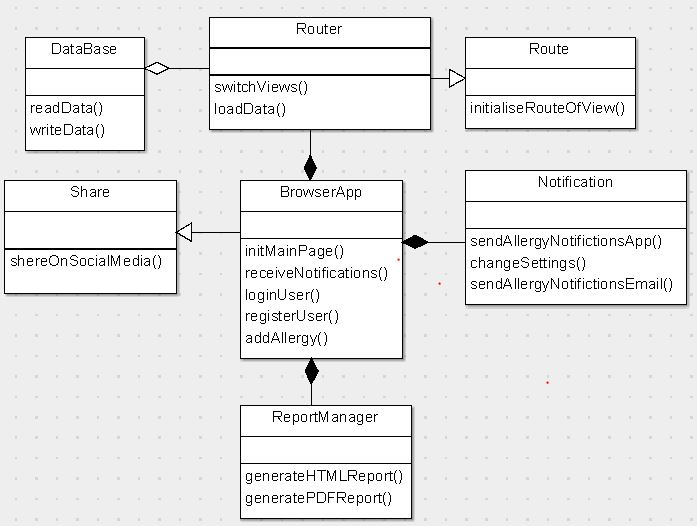 DataBase
readData()
writeData()
Router
switchViews()
loadData()
Route
initialiseRouteOfView()
Share
shereOnSocialMedia()
BrowserApp
initMainPage()
receiveNotifications()
loginUser()
registerUser()
addAllergy()
Notification
sendAllergyNotifictionsApp()
changeSettings()
sendAllergyNotifictionsEmail()
ReportManager
generateHTMLReport()
generatePDFReport()